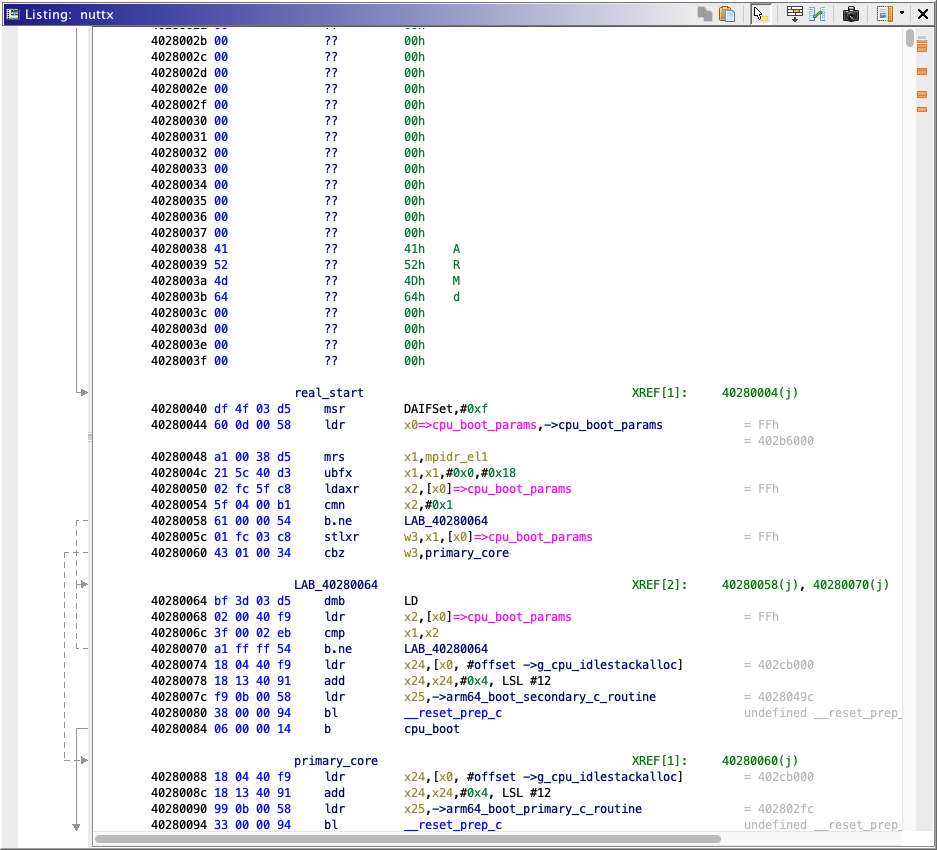 Listing: nuttx
4028002b 00 ?? 00h
4028002c 00 ?? 00h
4028002d 00 ?? 00h
4028002e 00 ?? 00h
4028002f 00 ?? 00h
40280030 00 ?? 00h
40280031 00 ?? 00h
40280032 00 ?? 00h
40280033 00 ?? 00h
40280034 00 ?? 00h
40280035 00 ?? 00h
40280036 00 ?? 00h
40280037 00 ?? 00h
40280038 41 ?? 41h A
40280039 52 ?? 52h R
4028003a 4d ?? 4Dh M
4028003b 64 ?? 64h d
4028003c 00 ?? 00h
4028003d 00 ?? 00h
4028003e 00 ?? 00h
4028003f 00 ?? 00h
real_start XREF[1]: 40280004(j)
40280040 df 4f 03 d5 msr DAIFSet,#0xf
40280044 60 0d 00 58 ldr x0=>cpu_boot_params,->cpu_boot_params = FFh
= 402b6000
40280048 a1 00 38 d5 mrs x1,mpidr_el1
4028004c 21 5c 40 d3 ubfx x1,x1,#0x0,#0x18
40280050 02 fc 5f c8 ldaxr x2,[x0]=>cpu_boot_params = FFh
40280054 5f 04 00 b1 cmn x2,#0x1
40280058 61 00 00 54 b.ne LAB_40280064
4028005c 01 fc 03 c8 stlxr w3,x1,[x0]=>cpu_boot_params = FFh
40280060 43 01 00 34 cbz w3,primary_core
LAB_40280064 XREF[2]: 40280058(j), 40280070(j)
40280064 bf 3d 03 d5 dmb LD
40280068 02 00 40 f9 ldr x2,[x0]=>cpu_boot_params = FFh
4028006c 3f 00 02 eb cmp x1,x2
40280070 a1 ff ff 54 b.ne LAB_40280064
40280074 18 04 40 f9 ldr x24,[x0, #offset ->g_cpu_idlestackalloc] = 402cb000
40280078 18 13 40 91 add x24,x24,#0x4, LSL #12
4028007c f9 0b 00 58 ldr x25,->arm64_boot_secondary_c_routine = 4028049c
40280080 38 00 00 94 bl __reset_prep_c undefined __reset_prep_
40280084 06 00 00 14 b cpu_boot
primary_core XREF[1]: 40280060(j)
40280088 18 04 40 f9 ldr x24,[x0, #offset ->g_cpu_idlestackalloc] = 402cb000
4028008c 18 13 40 91 add x24,x24,#0x4, LSL #12
40280090 99 0b 00 58 ldr x25,->arm64_boot_primary_c_routine = 402802fc
40280094 33 00 00 94 bl __reset_prep_c undefined __reset_prep_